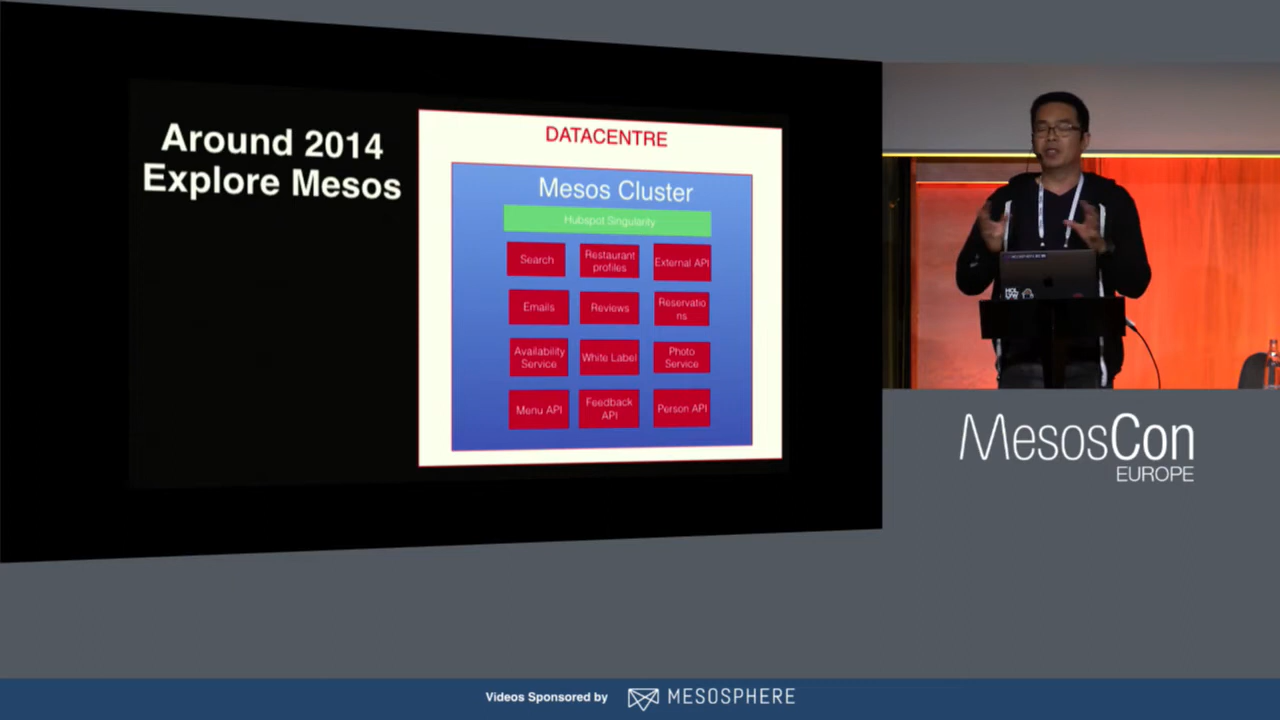 Around 2014
Explore Mesos
DATACENTRE
Mesos Cluster
Hubspot Singularity
Search
Restaurant
profiles
External API
Emails
Reviews
Reservatio
ns
Availability
Service
White Label
Photo
Service
Menu API
Feedback
API
Person API
MesosCon
EUROPE
Videos Sponsored by
MESOSPHERE